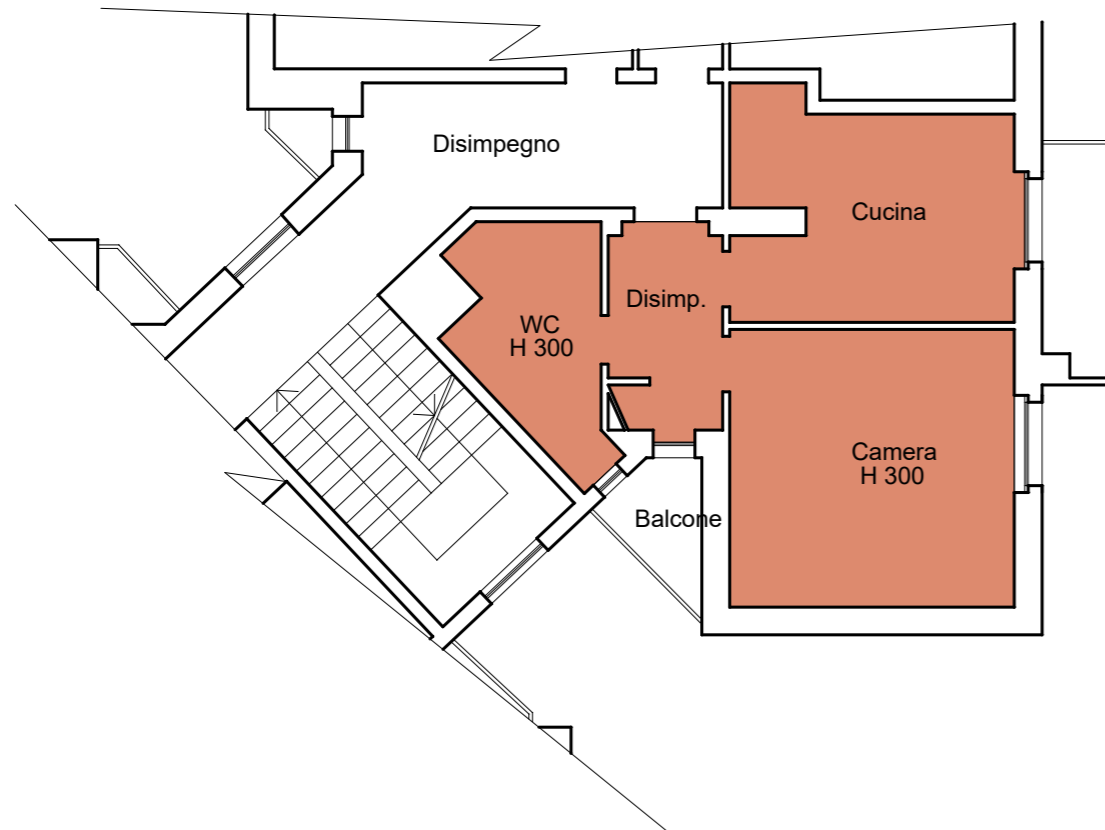 Disimpegno
Cucina
Disimp.
WC
H 300
Camera
H 300
Balcone